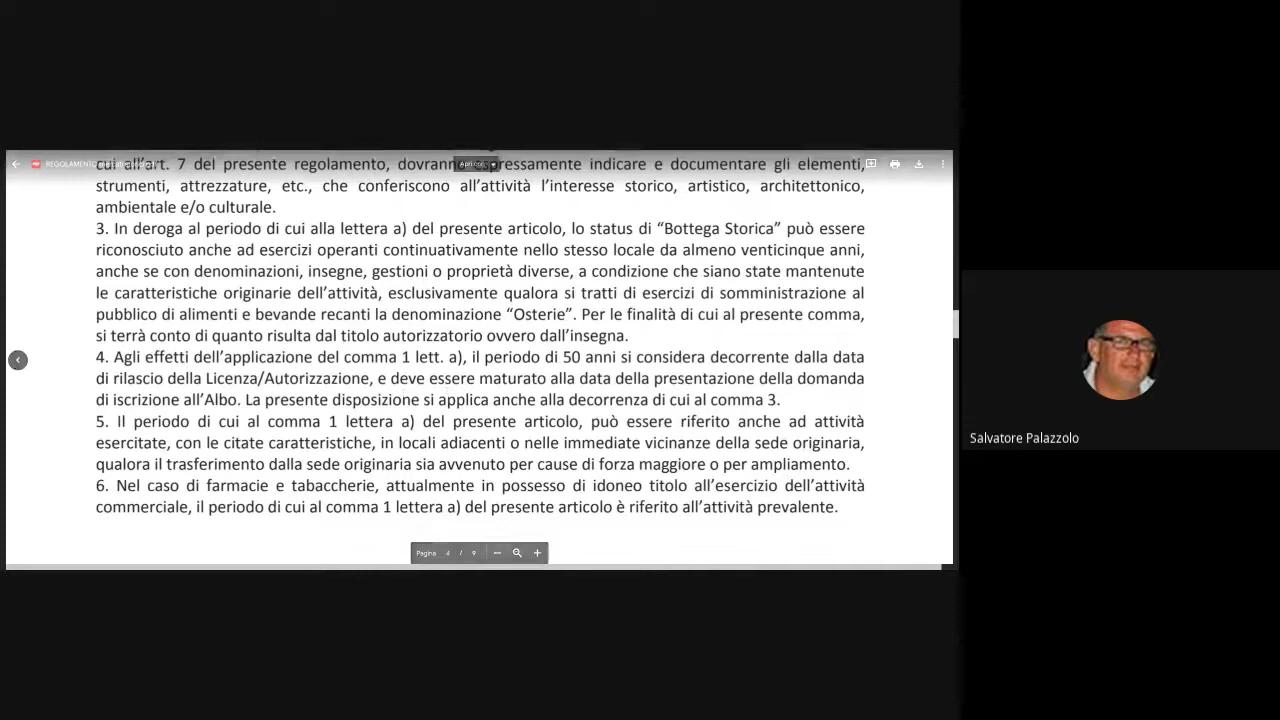 REGOLAMENTO
cui all’art. 7 del presente regolamento, dovranno espressamente indicare e documentare gli elementi,
strumenti, attrezzature, etc., che conferiscono all’attività l’interesse storico, artistico, architettonico,
ambientale e/o culturale.
3. In deroga al periodo di cui alla lettera a) del presente articolo, lo status di “Bottega Storica” può essere
riconosciuto anche ad esercizi operanti continuativamente nello stesso locale da almeno venticinque anni,
anche se con denominazioni, insegne, gestioni o proprietà diverse, a condizione che siano state mantenute
le caratteristiche originarie dell’attività, esclusivamente qualora si tratti di esercizi di somministrazione al
pubblico di alimenti e bevande recanti la denominazione “Osterie”. Per le finalità di cui al presente comma,
si terrà conto di quanto risulta dal titolo autorizzatorio ovvero dall’insegna.
4. Agli effetti dell’applicazione del comma 1 lett. a), il periodo di 50 anni si considera decorrente dalla data
di rilascio della Licenza/Autorizzazione, e deve essere maturato alla data della presentazione della domanda
di iscrizione all’Albo. La presente disposizione si applica anche alla decorrenza di cui al comma 3.
5. Il periodo di cui al comma 1 lettera a) del presente articolo, può essere riferito anche ad attività
esercitate, con le citate caratteristiche, in locali adiacenti o nelle immediate vicinanze della sede originaria,
qualora il trasferimento dalla sede originaria sia avvenuto per cause di forza maggiore o per ampliamento.
6. Nel caso di farmacie e tabaccherie, attualmente in possesso di idoneo titolo all’esercizio dell’attività
commerciale, il periodo di cui al comma 1 lettera a) del presente articolo è riferito all’attività prevalente.
Pagina 4 / 9
Salvatore Palazzolo